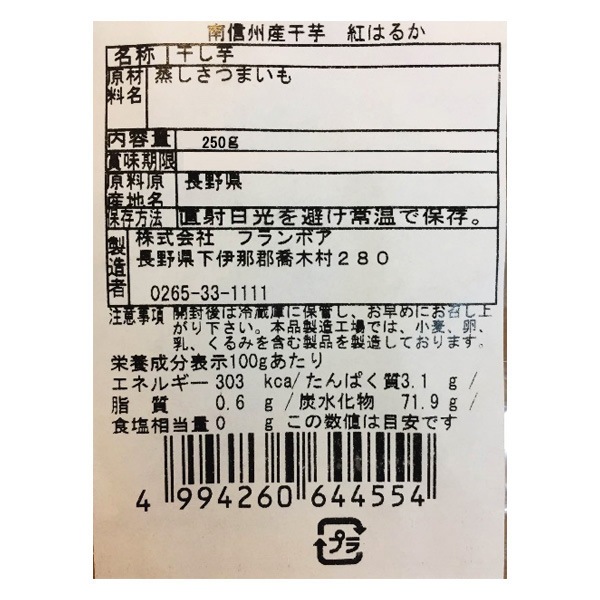 南信州産干芋　紅はるか
名称　干し芋
原材料名　蒸しさつまいも
内容量　250g
賞味期限
原料原産地名　長野県
保存方法　直射日光を避け常温で保存。
製造者　株式会社　フランボア
長野県下伊那郡喬木村２８０
0265-33-1111
注意事項　開封後は冷蔵庫に保管し、お早めにお召し上
がり下さい。本品製造工場では、小麦、卵、
乳、くるみを含む製品を製造しております。
栄養成分表示100gあたり
エネルギー 303 kcal/たんぱく質3.1 g/
脂質 0.6 g/炭水化物 71.9g/
食塩相当量 0 g この数値は目安です
4 994260 644554
プラ